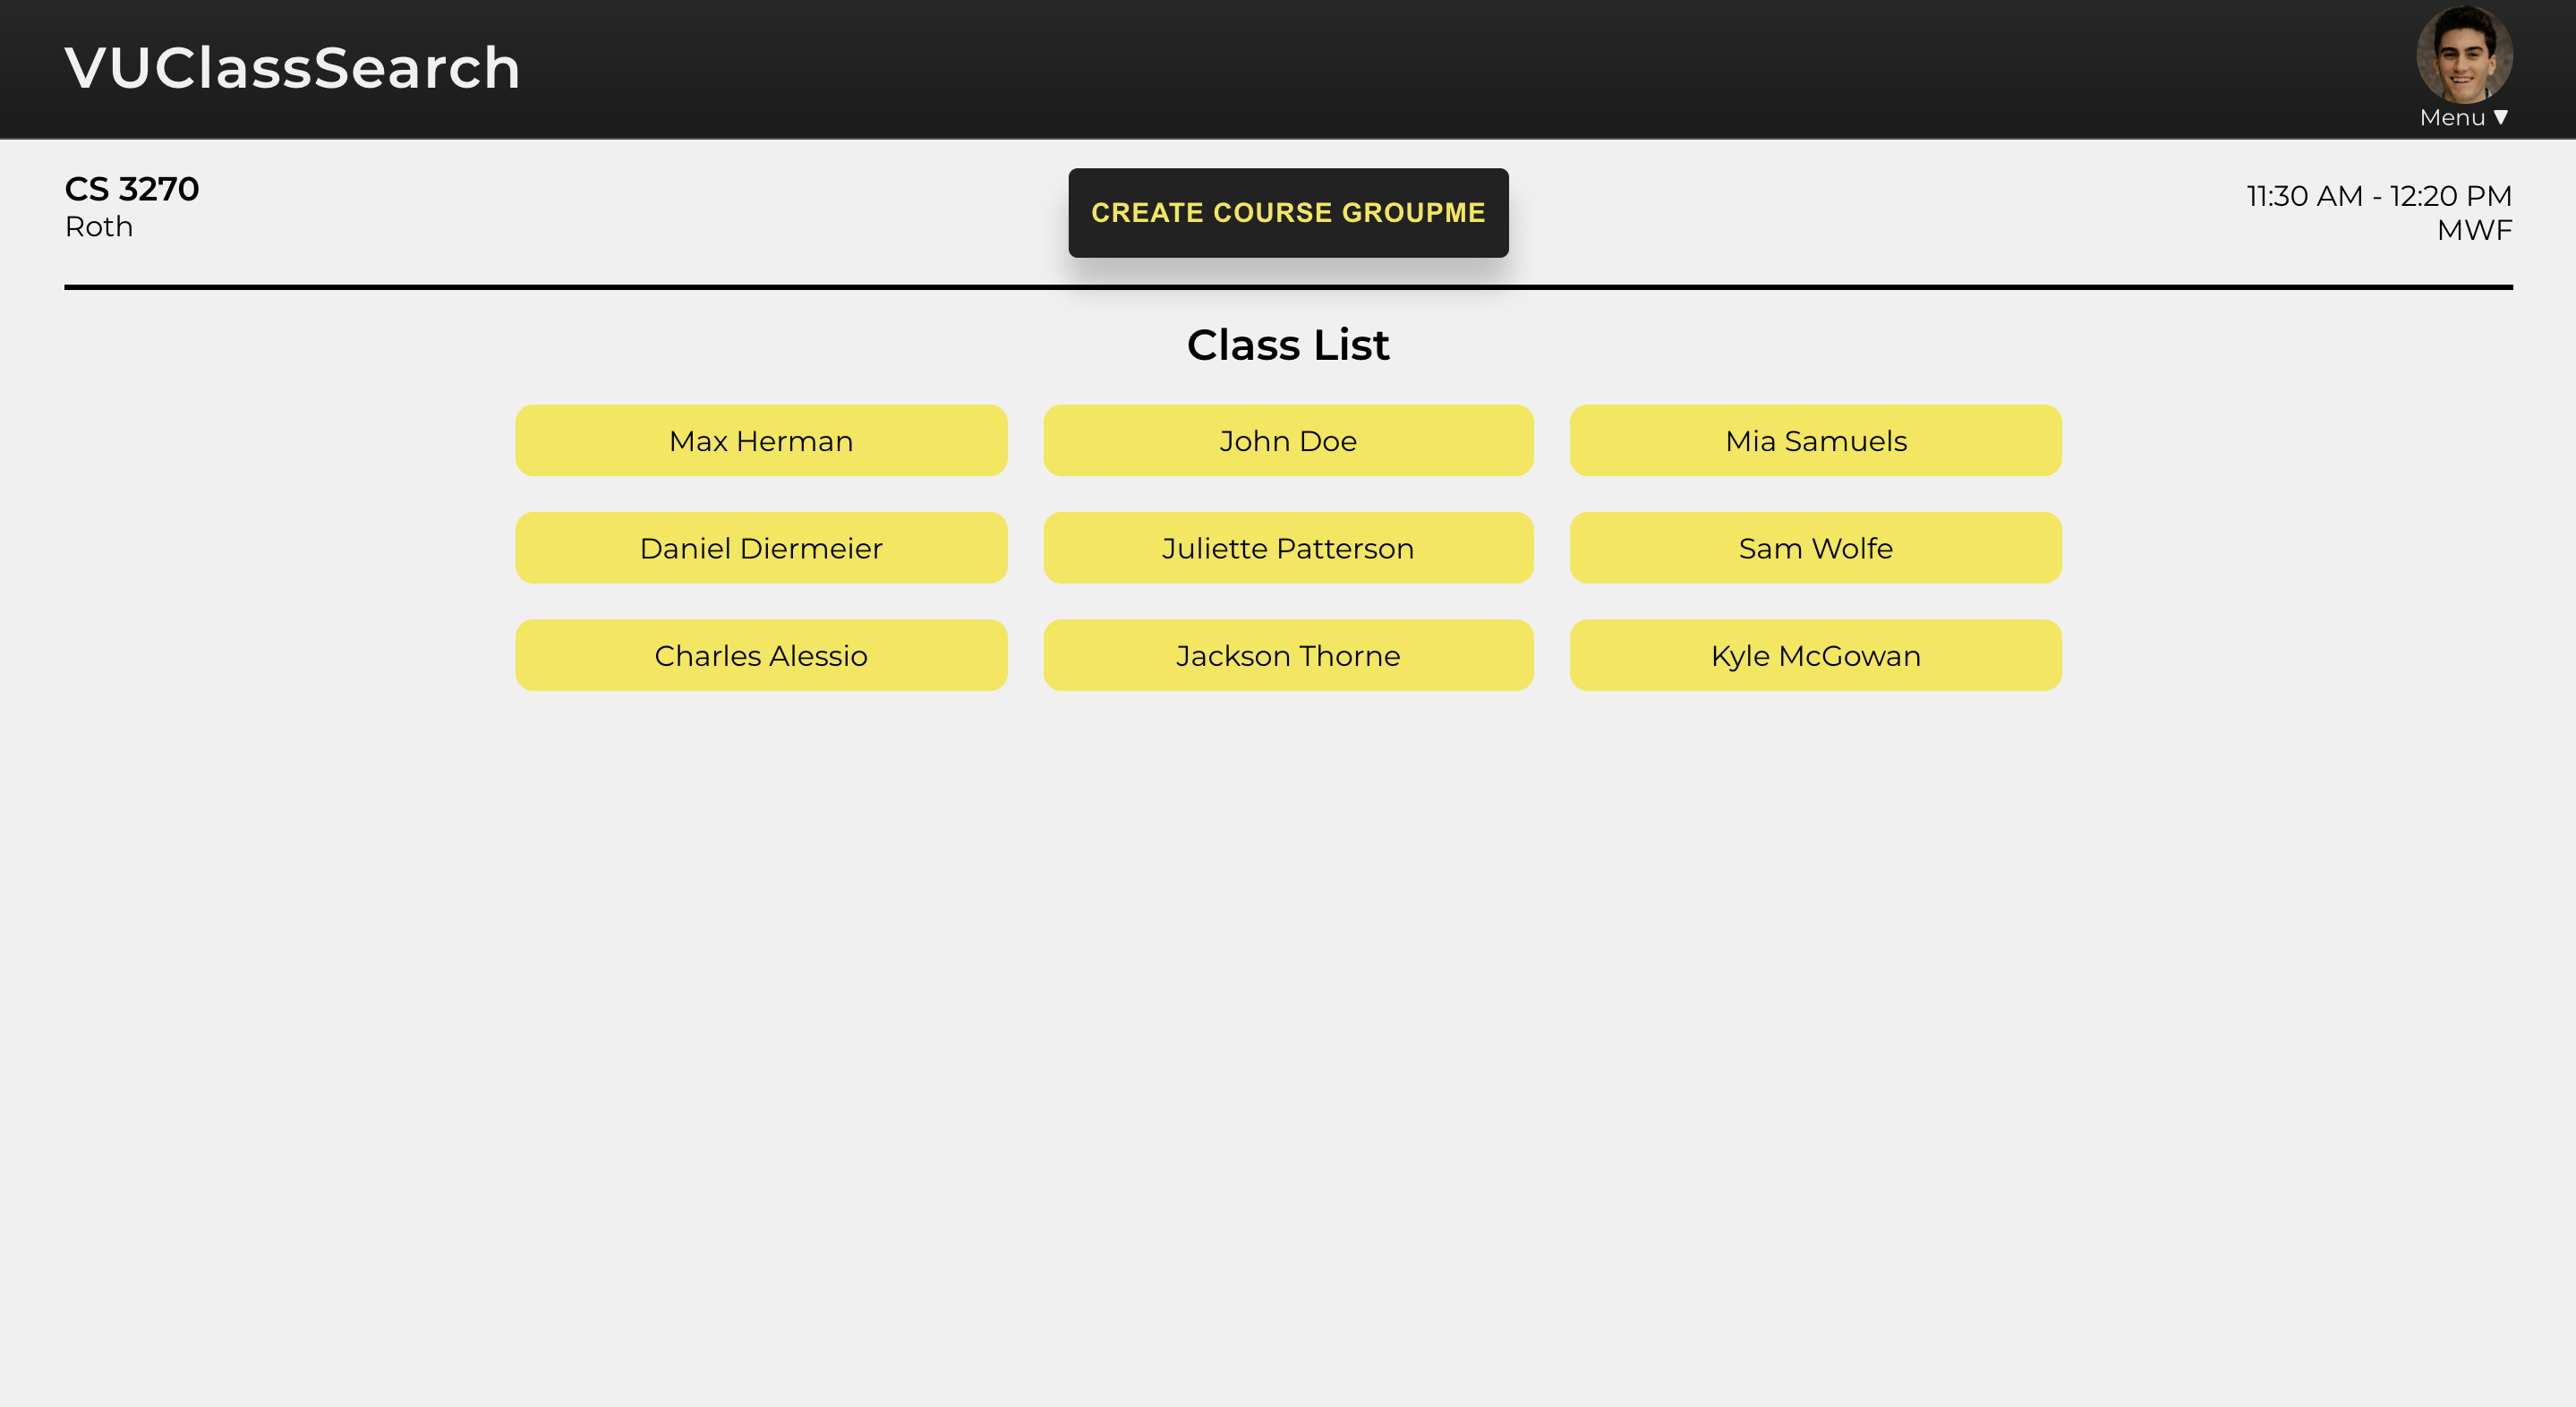 VUClassSearch
Menu ▼
CS 3270
Roth
CREATE COURSE GROUPME
11:30 AM - 12:20 PM
MWF
Class List
Max Herman
John Doe
Mia Samuels
Daniel Diermeier
Juliette Patterson
Sam Wolfe
Charles Alessio
Jackson Thorne
Kyle McGowan